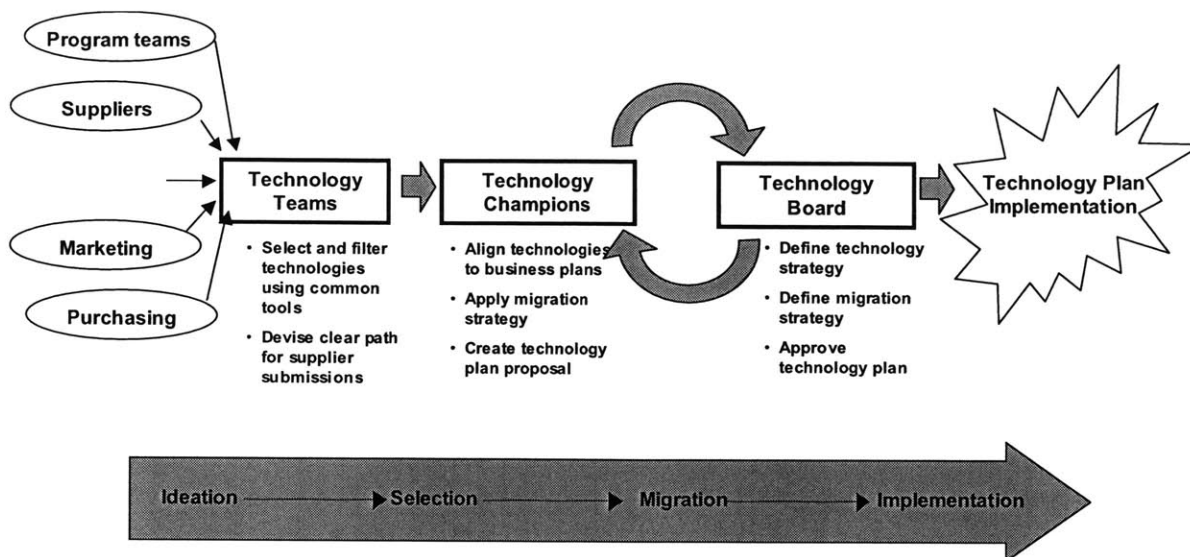 Program teams
Suppliers
Marketing
Purchasing
Technology
Teams
• Select and filter
technologies
using common
tools
• Devise clear path
for supplier
submissions
Technology
Champions
• Align technologies
to business plans
• Apply migration
strategy
• Create technology
plan proposal
Technology
Board
• Define technology
strategy
• Define migration
strategy
• Approve
technology plan
Technology Plan
Implementation
Ideation
Selection
Migration
Implementation